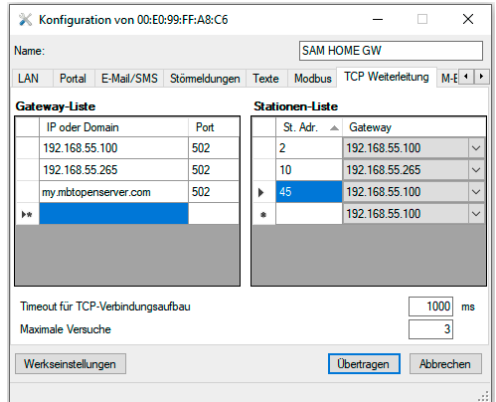 Konfiguration von 00:E0:99:FF:A8:C6
Name: SAM HOME GW
LAN Portal E-Mail/SMS Störmeldungen Texte Modbus TCP Weiterleitung M-E
Gateway-Liste Stationen-Liste
IP oder Domain Port St. Adr. Gateway
192.168.55.100 502 2 192.168.55.100
192.168.55.265 502 10 192.168.55.265
my.mbtopenserver.com 502 45 192.168.55.100
192.168.55.100
Timeout für TCP-Verbindungsaufbau 1000 ms
Maximale Versuche 3
Werkseinstellungen Übertragen Abbrechen